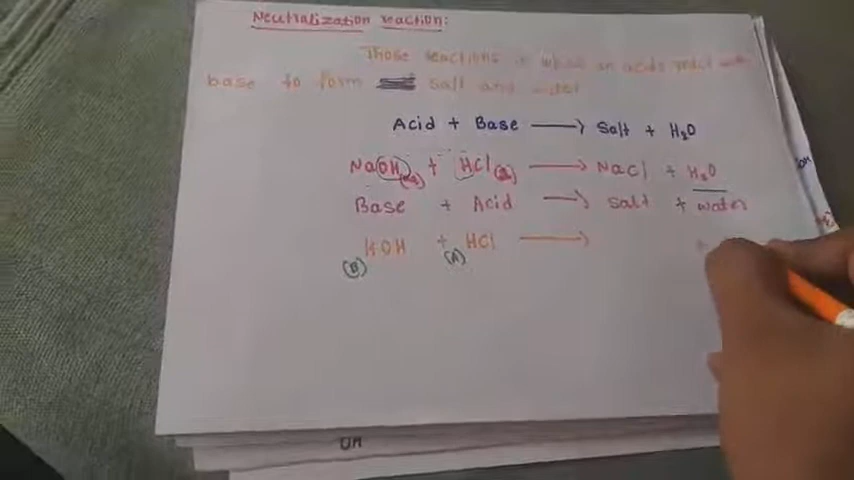 Neutralization reaction:
Those reactions in which an acids react with
base to form salt and water
Acid + Base → Salt + H₂O
NaOH + HCl → NaCl + H₂O
Base + Acid → salt + water
KOH + HCl →
(B) (A)
on